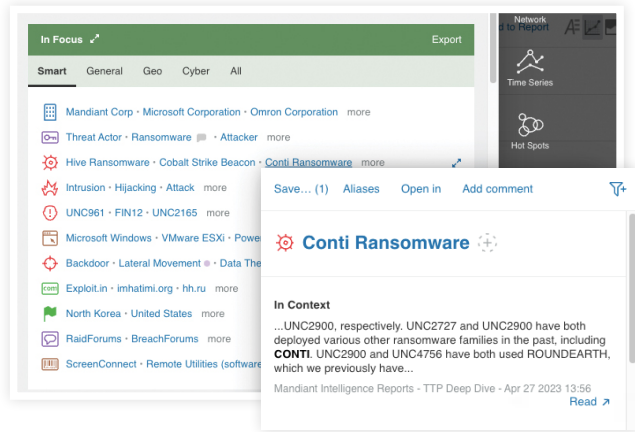 In Focus
Export
Smart General Geo Cyber All
Mandiant Corp · Microsoft Corporation · Omron Corporation more
Threat Actor · Ransomware · Attacker more
Hive Ransomware · Cobalt Strike Beacon · Conti Ransomware more
Intrusion · Hijacking · Attack more
UNC961 · FIN12 · UNC2165 more
Microsoft Windows · VMware ESXi ·
Backdoor · Lateral Movement ·
com Exploit.in · imhatimi.org · hh.ru more
North Korea · United States more
RaidForums · BreachForums more
ScreenConnect · Remote Utilities (software
to Report
Network
Time Series
Hot Spots
Save... (1) Aliases Open in Add comment
Conti Ransomware
In Context
...UNC2900, respectively. UNC2727 and UNC2900 have both
deployed various other ransomware families in the past, including
CONTI. UNC2900 and UNC4756 have both used ROUNDEARTH,
which we previously have...
Mandiant Intelligence Reports - TTP Deep Dive - Apr 27 2023 13:56
Read